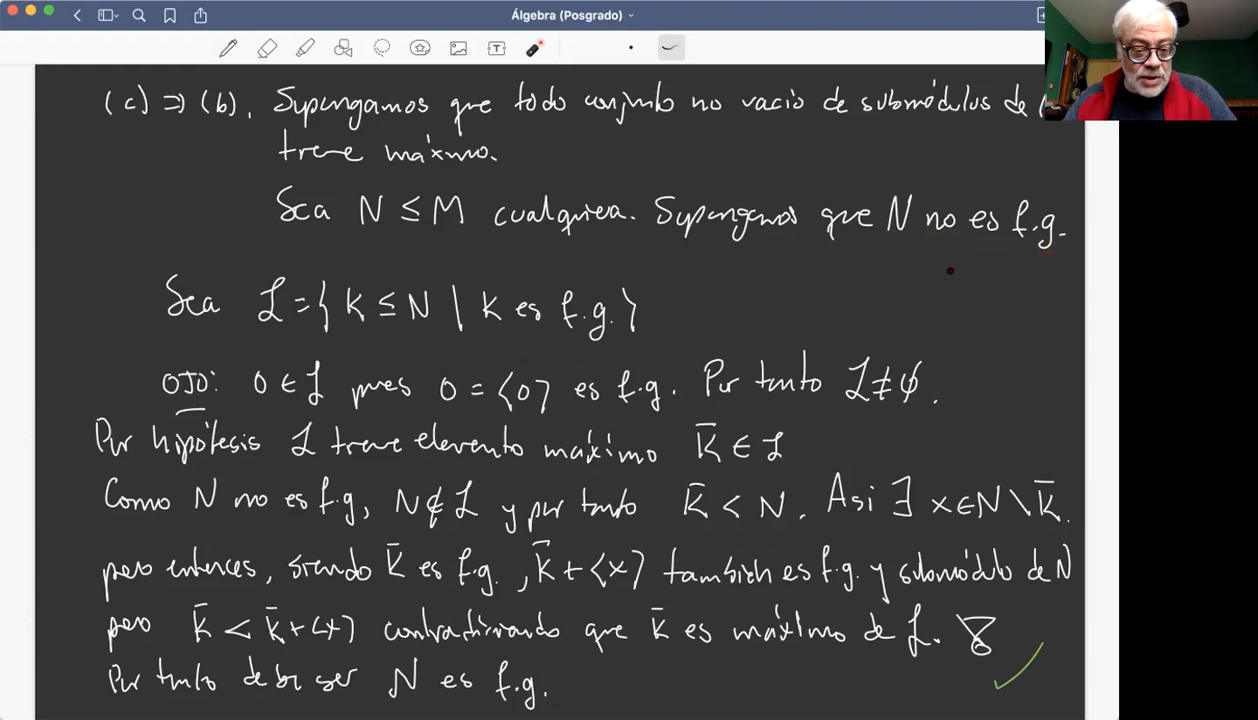 Álgebra (Posgrado)
(c) ⇒ (b). Supongamos que todo conjunto no vacío de submódulos de
tiene máximo.
Sea N ≤ M cualquiera. Supongamos que N no es f.g.
Sea ℒ = { K ≤ N | K es f.g. }
OJO: 0 ∈ ℒ pues 0 = ⟨0⟩ es f.g. Por tanto ℒ ≠ ∅.
Por hipótesis ℒ tiene elemento máximo K̄ ∈ ℒ
Como N no es f.g, N ∉ ℒ y por tanto K̄ < N. Asi ∃ x ∈ N \ K̄.
pero entonces, siendo K̄ es f.g., K̄ + ⟨x⟩ también es f.g. y submódulo de N
pero K̄ < K̄ + ⟨x⟩ contradiciendo que K̄ es máximo de ℒ.
Por tanto debe ser N es f.g.